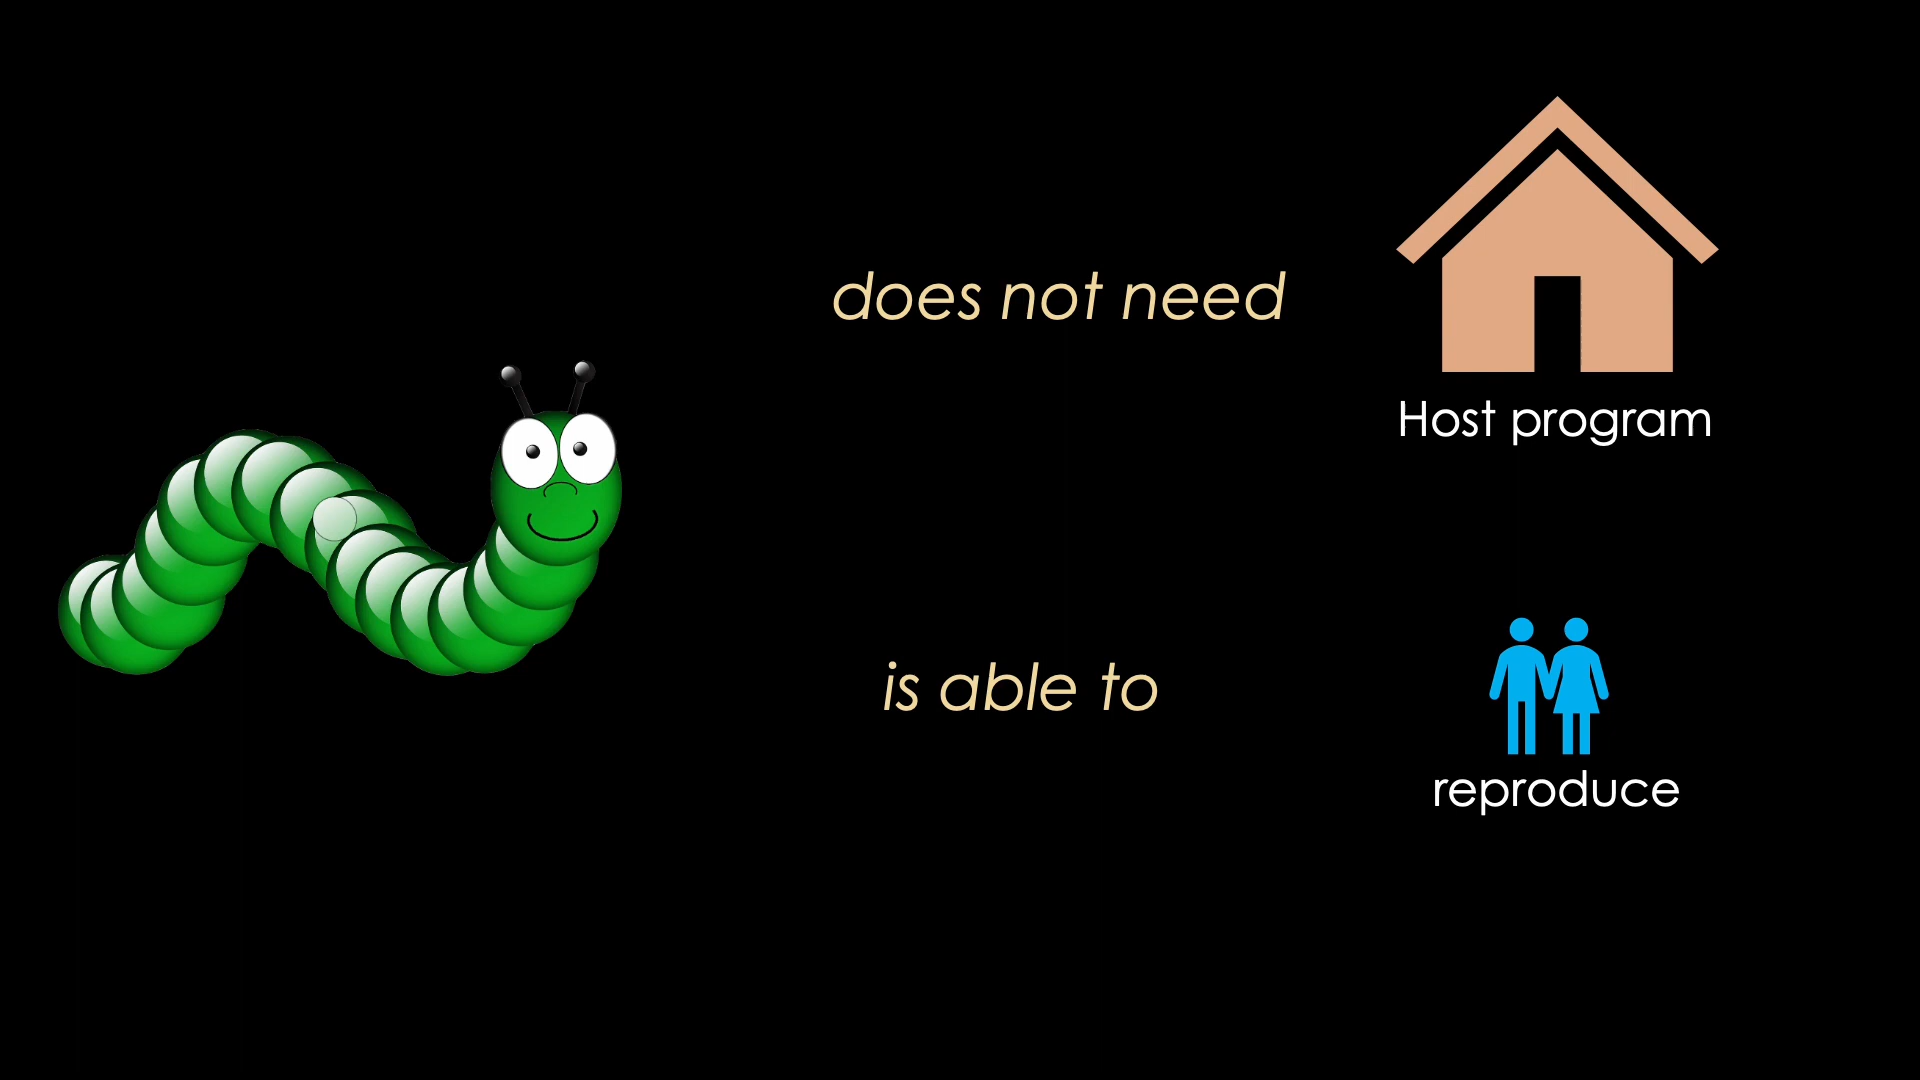 does not need
Host program
is able to
reproduce